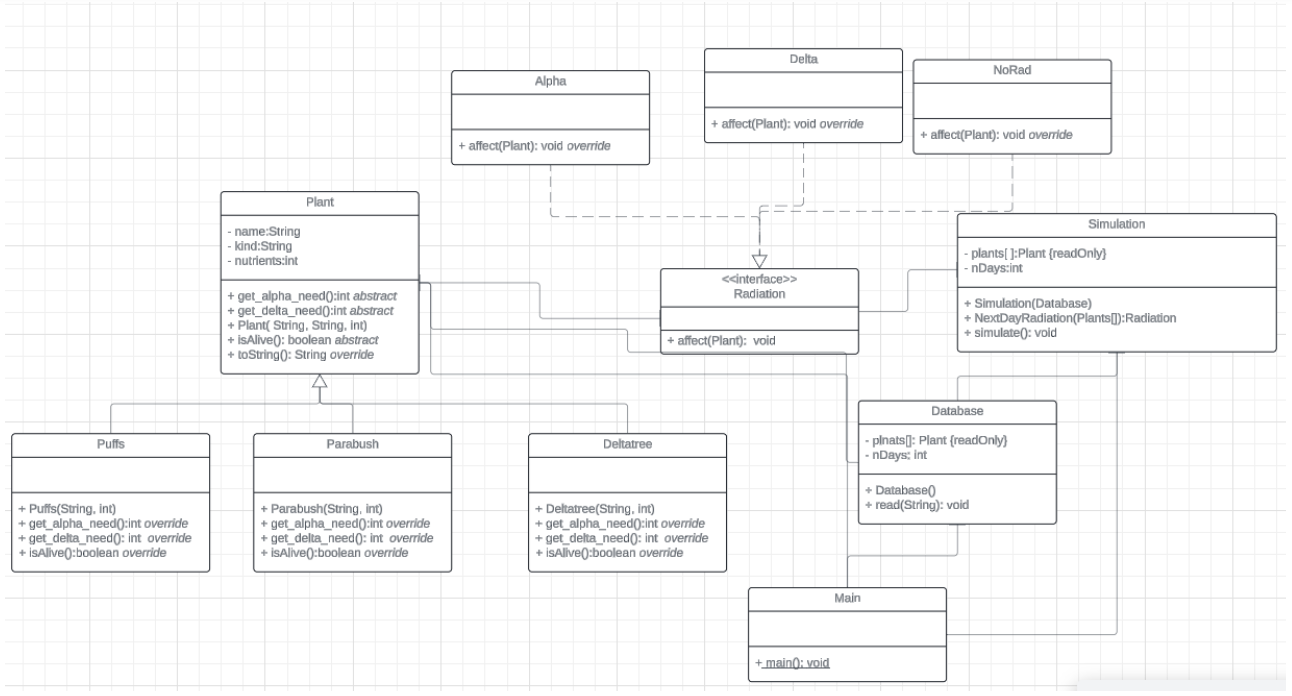 Alpha
+ affect(Plant): void override
Delta
+ affect(Plant): void override
NoRad
+ affect(Plant): void override
Plant
- name:String
- kind:String
- nutrients:int
+ get_alpha_need():int abstract
+ get_delta_need():int abstract
+ Plant( String, String, int)
+ isAlive(): boolean abstract
+ toString(): String override
<<interface>>
Radiation
+ affect(Plant): void
Simulation
- plants[ ]:Plant {readOnly}
- nDays:int
+ Simulation(Database)
+ NextDayRadiation(Plants[]):Radiation
+ simulate(): void
Puffs
+ Puffs(String, int)
+ get_alpha_need():int override
+ get_delta_need(): int override
+ isAlive():boolean override
Parabush
+ Parabush(String, int)
+ get_alpha_need():int override
+ get_delta_need(): int override
+ isAlive():boolean override
Deltatree
+ Deltatree(String, int)
+ get_alpha_need():int override
+ get_delta_need(): int override
+ isAlive():boolean override
Database
- plnats[]: Plant {readOnly}
- nDays: int
+ Database()
+ read(String): void
Main
+ main(): void